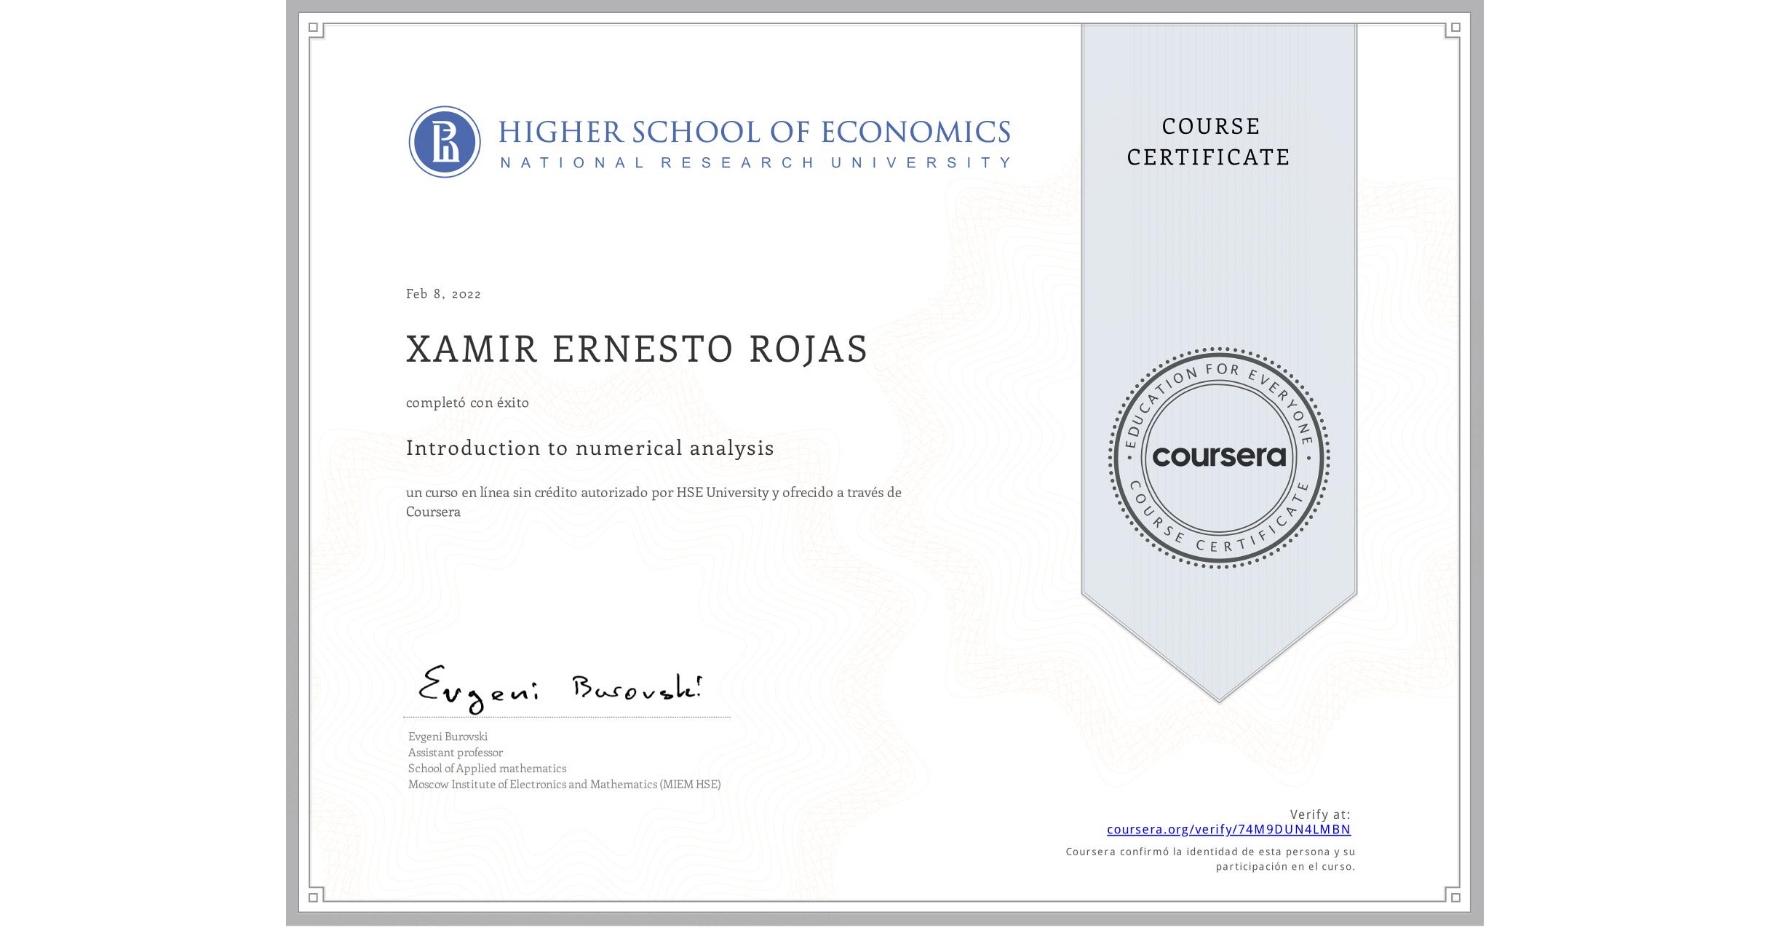 HIGHER SCHOOL OF ECONOMICS
NATIONAL RESEARCH UNIVERSITY
COURSE
CERTIFICATE
Feb 8, 2022
XAMIR ERNESTO ROJAS
completó con éxito
Introduction to numerical analysis
un curso en línea sin crédito autorizado por HSE University y ofrecido a través de
Coursera
EDUCATION FOR EVERYONE
coursera
COURSE CERTIFICATE
Evgeni Burovski
Evgeni Burovski
Assistant professor
School of Applied mathematics
Moscow Institute of Electronics and Mathematics (MIEM HSE)
Verify at:
coursera.org/verify/74M9DUN4LMBN
Coursera confirmó la identidad de esta persona y su
participación en el curso.